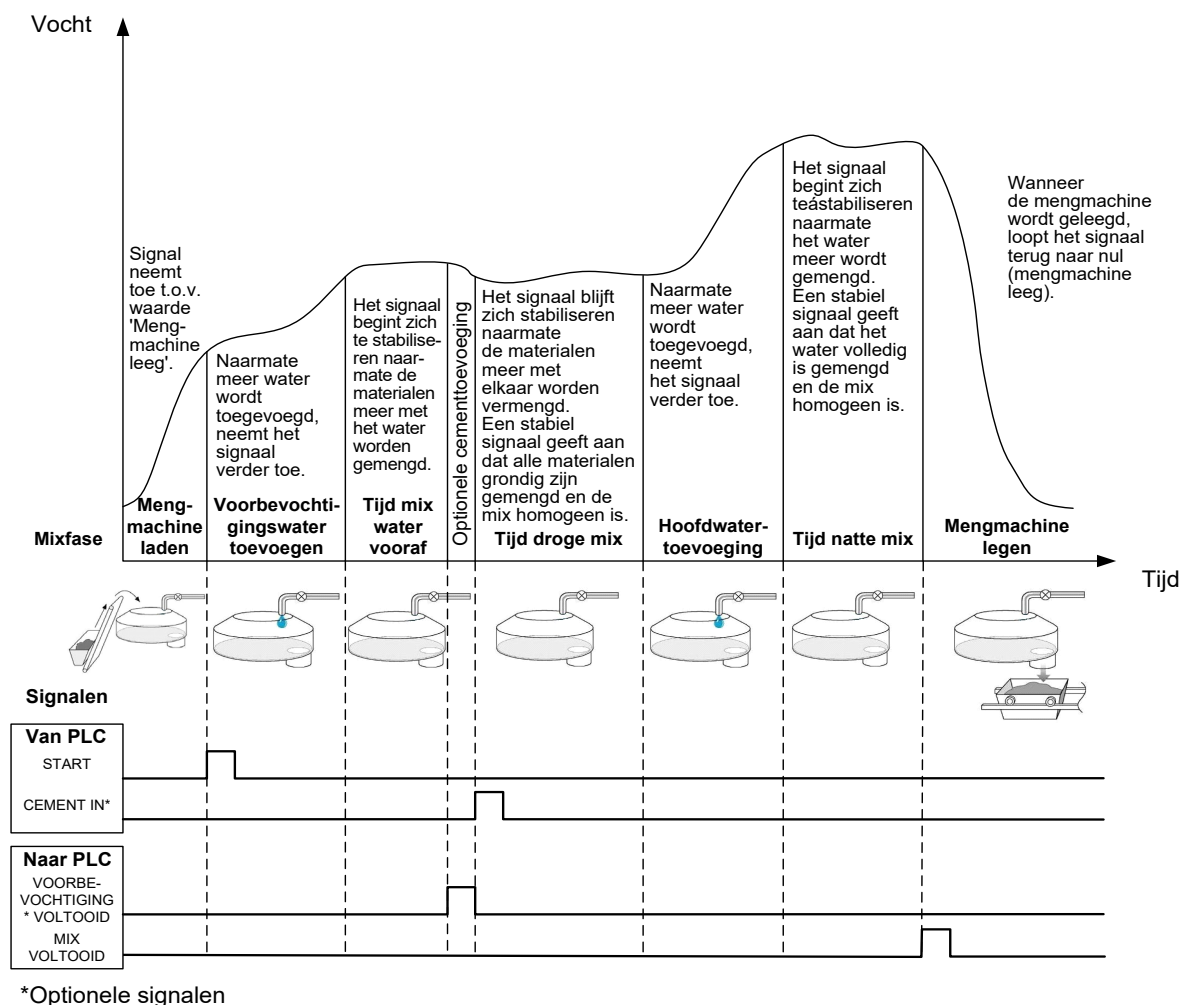 Vocht
Signal
neemt
toe t.o.v.
waarde
'Meng-
machine
leeg'.
Naarmate
meer water
wordt
toegevoegd,
neemt het
signaal
verder toe.
Het signaal
begint zich
te stabilise-
ren naar-
mate de
materialen
meer met
het water
worden
gemengd.
Optionele cementtoevoeging
Het signaal blijft
zich stabiliseren
naarmate
de materialen
meer met
elkaar worden
vermengd.
Een stabiel
signaal geeft aan
dat alle materialen
grondig zijn
gemengd en de
mix homogeen is.
Naarmate
meer water
wordt
toegevoegd,
neemt
het signaal
verder toe.
Het signaal
begint zich
teástabiliseren
naarmate
het water
meer wordt
gemengd.
Een stabiel
signaal geeft
aan dat het
water volledig
is gemengd
en de mix
homogeen is.
Wanneer
de mengmachine
wordt geleegd,
loopt het signaal
terug naar nul
(mengmachine
leeg).
Mixfase
Meng-
machine
laden
Voorbevochti-
gingswater
toevoegen
Tijd mix
water
vooraf
Tijd droge mix
Hoofdwater-
toevoeging
Tijd natte mix
Mengmachine
legen
Tijd
Signalen
Van PLC
START
CEMENT IN*
Naar PLC
VOORBE-
VOCHTIGING
* VOLTOOID
MIX
VOLTOOID
*Optionele signalen